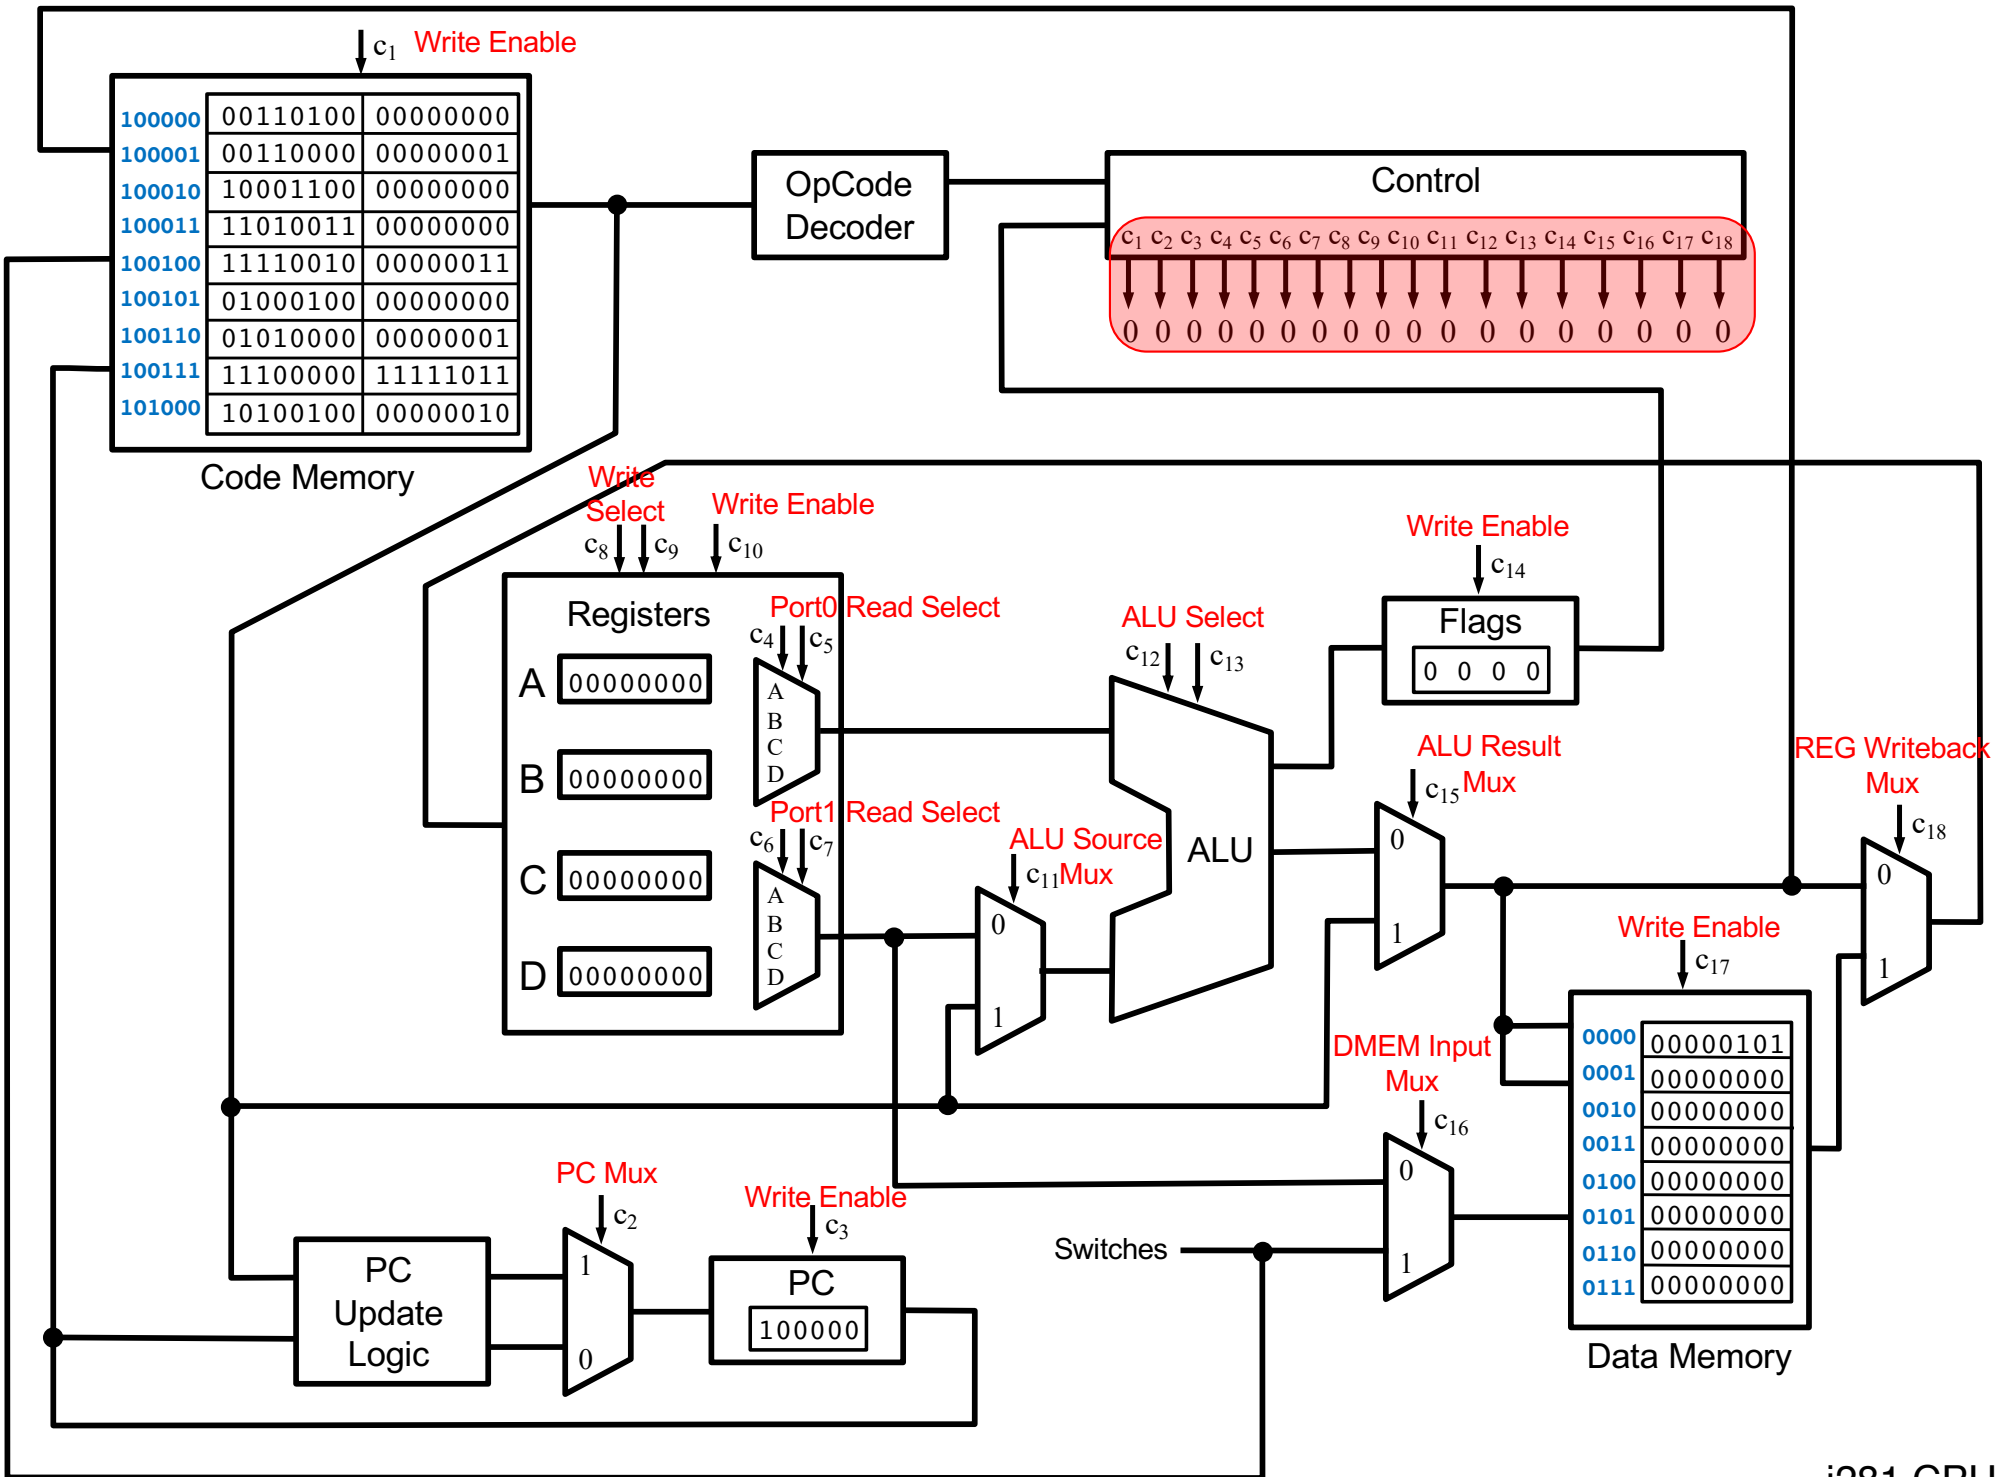 c1 Write Enable
100000 00110100 00000000
100001 00110000 00000001
100010 10001100 00000000
100011 11010011 00000000
100100 11110010 00000011
100101 01000100 00000000
100110 01010000 00000001
100111 11100000 11111011
101000 10100100 00000010
Code Memory
OpCode
Decoder
Control
c1 c2 c3 c4 c5 c6 c7 c8 c9 c10 c11 c12 c13 c14 c15 c16 c17 c18
0 0 0 0 0 0 0 0 0 0 0 0 0 0 0 0 0 0
Write
Select
c8 c9
Write Enable
c10
Registers
A 00000000
B 00000000
C 00000000
D 00000000
Port0 Read Select
c4 c5
A
B
C
D
Port1 Read Select
c6 c7
A
B
C
D
ALU Source
Mux
c11
0
1
ALU Select
c12 c13
ALU
Write Enable
c14
Flags
0 0 0 0
ALU Result
Mux
c15
0
1
REG Writeback
Mux
c18
0
1
Write Enable
c17
0000 00000101
0001 00000000
0010 00000000
0011 00000000
0100 00000000
0101 00000000
0110 00000000
0111 00000000
Data Memory
DMEM Input
Mux
c16
0
1
Switches
PC
Update
Logic
PC Mux
c2
1
0
Write Enable
c3
PC
100000
i281 CPU